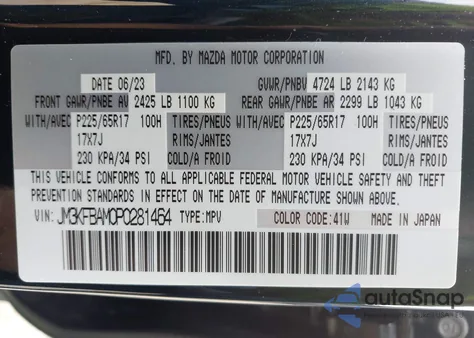 MFD. BY MAZDA MOTOR CORPORATION
DATE 06/23 GVWR/PNBV 4724 LB 2143 KG
FRONT GAWR/PNBE AV 2425 LB 1100 KG REAR GAWR/PNBE AR 2299 LB 1043 KG
WITH/AVEC P225/65R17 100H TIRES/PNEU WITH/AVEC P225/65R17 100H TIRES/PNEU
17X7J RIMS/JANTES 17X7J RIMS/JANTES
230 KPA/34 PSI COLD/A FROID 230 KPA/34 PSI COLD/A FROID
THIS VEHICLE CONFORMS TO ALL APPLICABLE FEDERAL MOTOR VEHICLE SAFETY AND THEFT
PREVENTION STANDARDS IN EFFECT ON THE DATE OF MANUFACTURE SHOWN ABOVE.
VIN: JM3KFBAM0P0281464 TYPE: MPV COLOR CODE: 41W MADE IN JAPAN
autoSnap